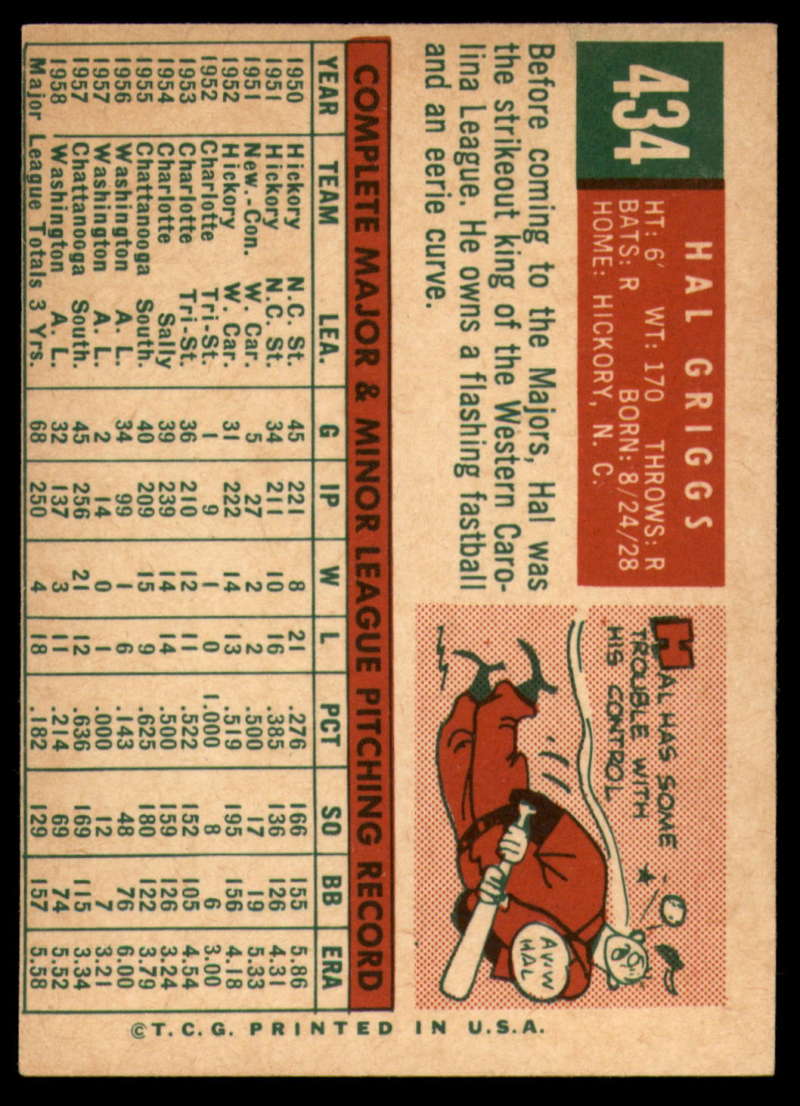 434
HAL GRIGGS
HT: 6' WT: 170 THROWS: R
BATS: R BORN: 8/24/28
HOME: HICKORY, N. C.
Before coming to the Majors, Hal was
the strikeout king of the Western Caro-
lina League. He owns a flashing fastball
and an eerie curve.
HAL HAS SOME
TROUBLE WITH
HIS CONTROL
AVIW
HAL
COMPLETE MAJOR & MINOR LEAGUE PITCHING RECORD
YEAR TEAM LEA. G IP W L PCT SO BB ERA
1950 Hickory N.C. St. 45 221 8 21 .276 166 155 5.86
1951 Hickory N.C. St. 34 211 10 16 .385 136 126 4.31
1951 New.-Con. W. Car. 5 27 2 2 .500 17 19 5.33
1952 Hickory W. Car. 31 222 14 13 .519 195 156 4.18
1952 Charlotte Tri-St. 1 9 1 0 1.000 8 6 3.00
1953 Charlotte Tri-St. 36 210 12 11 .522 152 105 4.54
1954 Charlotte Sally 39 239 14 14 .500 159 126 3.24
1955 Chattanooga South. 40 209 15 9 .625 180 122 3.79
1956 Washington A. L. 34 99 1 6 .143 48 76 6.00
1957 Washington A. L. 2 14 0 1 .000 12 7 3.21
1957 Chattanooga South. 45 256 21 12 .636 169 115 3.34
1958 Washington A. L. 32 137 3 11 .214 69 74 5.52
Major League Totals 3 Yrs. 68 250 4 18 .182 129 157 5.58
© T.C.G. PRINTED IN U.S.A.